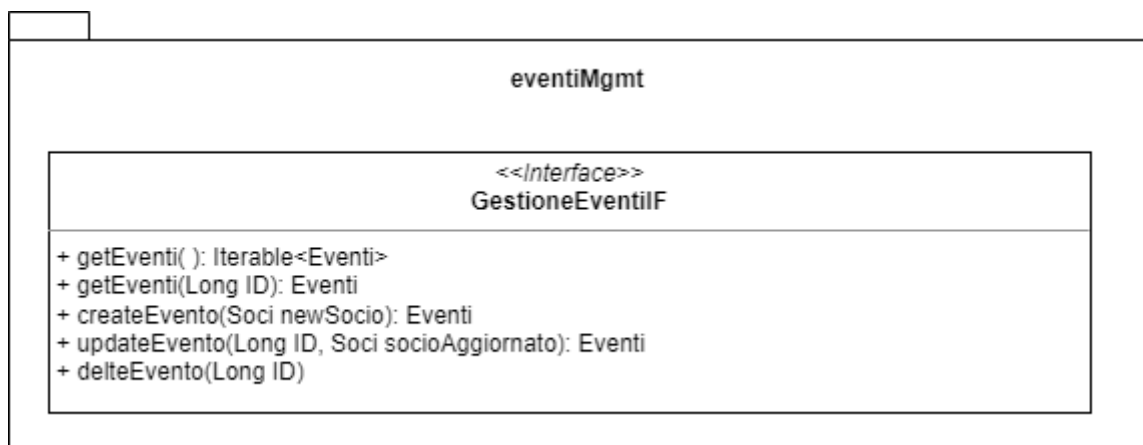 eventiMgmt
<<Interface>>
GestioneEventiIF
+ getEventi( ): Iterable<Eventi>
+ getEventi(Long ID): Eventi
+ createEvento(Soci newSocio): Eventi
+ updateEvento(Long ID, Soci socioAggiornato): Eventi
+ delteEvento(Long ID)